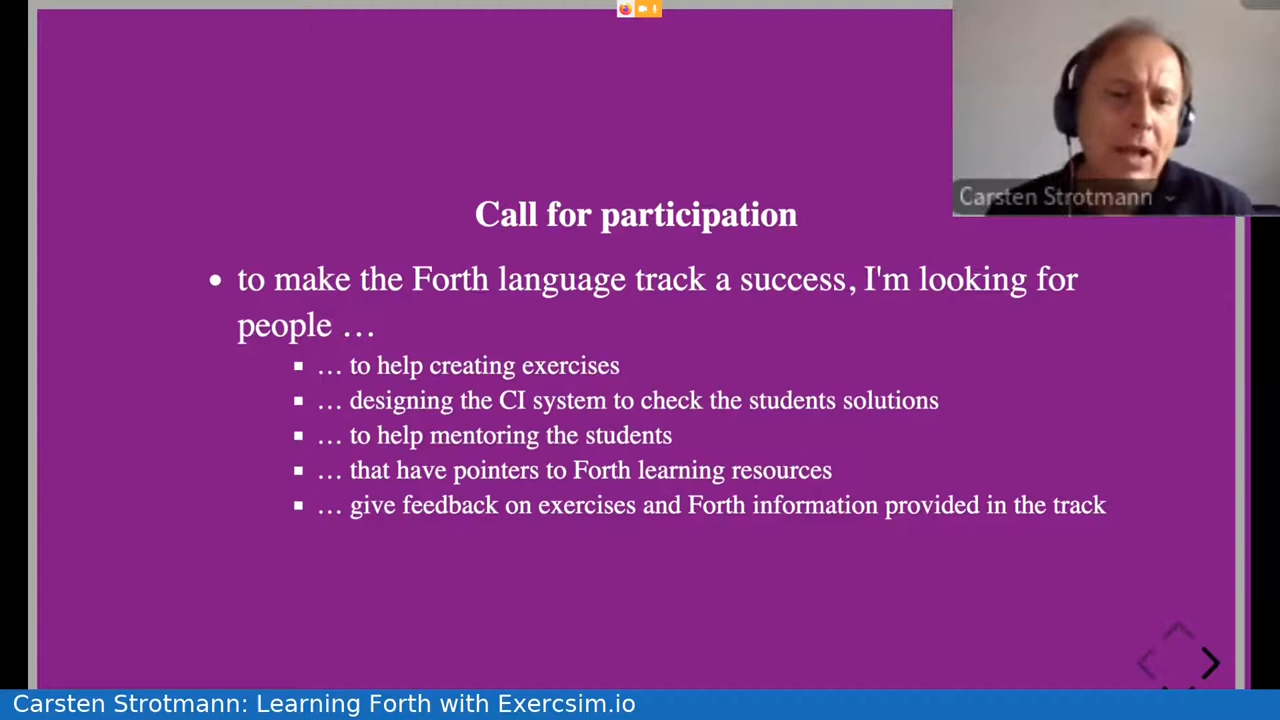 Carsten Strotmann
Call for participation
• to make the Forth language track a success, I'm looking for
people …
▪ … to help creating exercises
▪ … designing the CI system to check the students solutions
▪ … to help mentoring the students
▪ … that have pointers to Forth learning resources
▪ … give feedback on exercises and Forth information provided in the track
Carsten Strotmann: Learning Forth with Exercsim.io